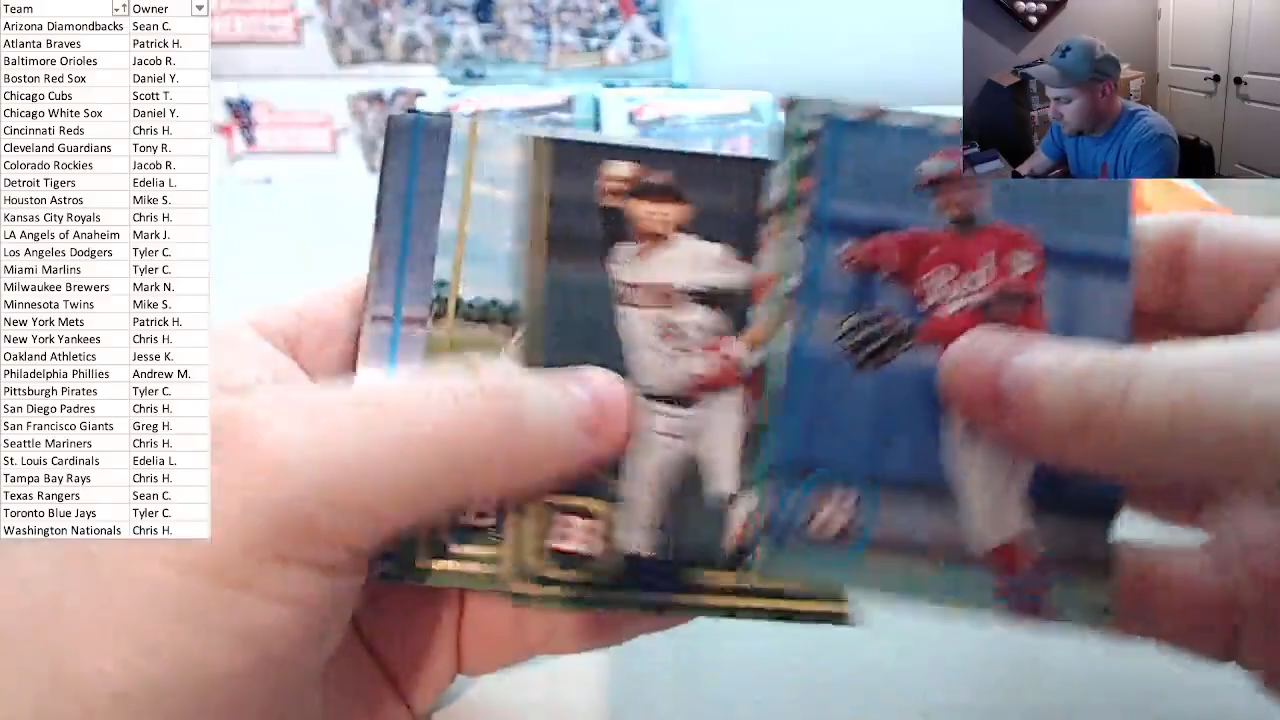 Team Owner
Arizona Diamondbacks Sean C.
Atlanta Braves Patrick H.
Baltimore Orioles Jacob R.
Boston Red Sox Daniel Y.
Chicago Cubs Scott T.
Chicago White Sox Daniel Y.
Cincinnati Reds Chris H.
Cleveland Guardians Tony R.
Colorado Rockies Jacob R.
Detroit Tigers Edelia L.
Houston Astros Mike S.
Kansas City Royals Chris H.
LA Angels of Anaheim Mark J.
Los Angeles Dodgers Tyler C.
Miami Marlins Tyler C.
Milwaukee Brewers Mark N.
Minnesota Twins Mike S.
New York Mets Patrick H.
New York Yankees Chris H.
Oakland Athletics Jesse K.
Philadelphia Phillies Andrew M.
Pittsburgh Pirates Tyler C.
San Diego Padres Chris H.
San Francisco Giants Greg H.
Seattle Mariners Chris H.
St. Louis Cardinals Edelia L.
Tampa Bay Rays Chris H.
Texas Rangers Sean C.
Toronto Blue Jays Tyler C.
Washington Nationals Chris H.